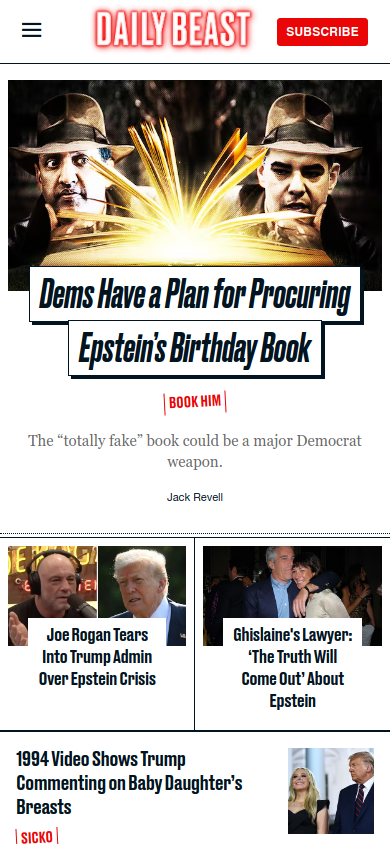 DAILY BEAST
SUBSCRIBE
Dems Have a Plan for Procuring
Epstein’s Birthday Book
BOOK HIM
The “totally fake” book could be a major Democrat
weapon.
Jack Revell
Joe Rogan Tears
Into Trump Admin
Over Epstein Crisis
Ghislaine's Lawyer:
‘The Truth Will
Come Out’ About
Epstein
1994 Video Shows Trump
Commenting on Baby Daughter’s
Breasts
SICKO